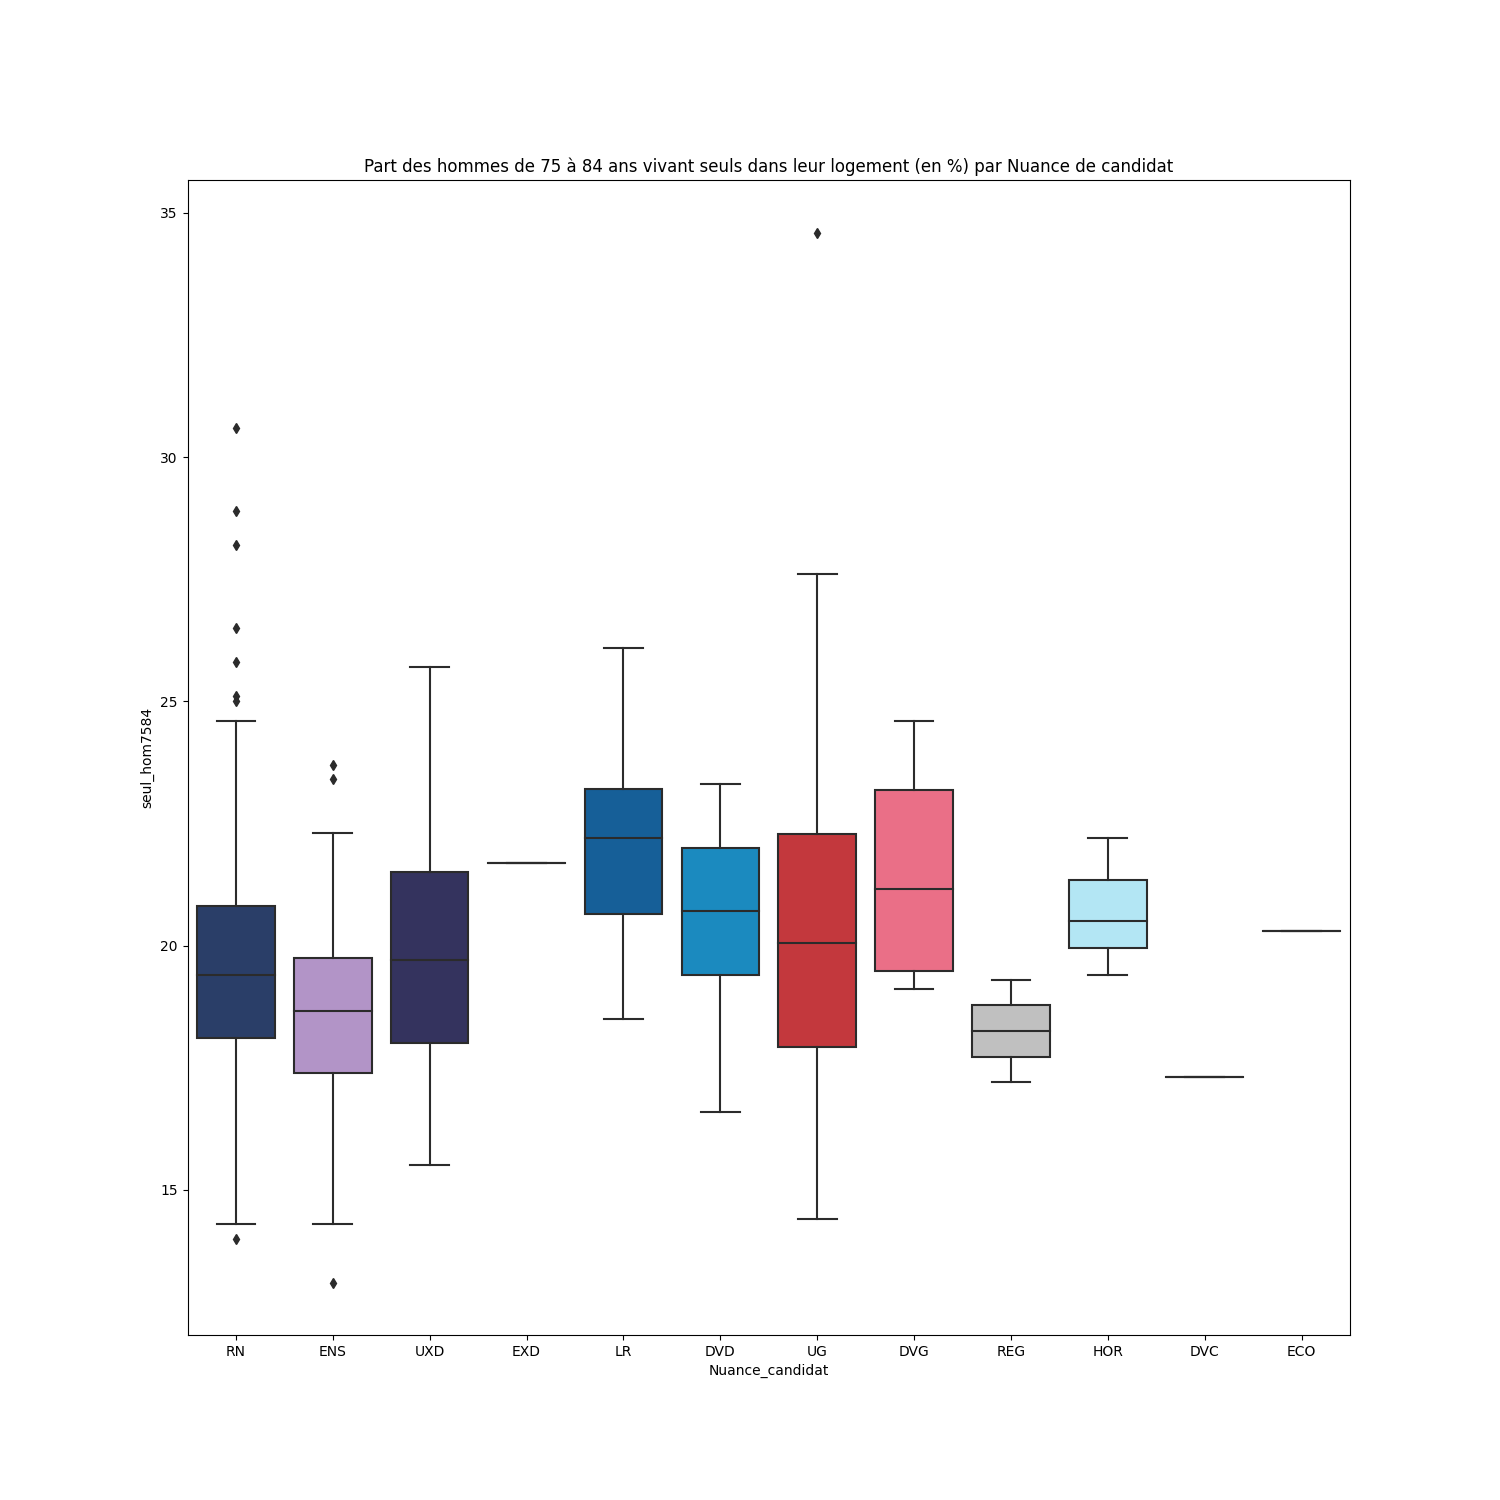 Part des hommes de 75 à 84 ans vivant seuls dans leur logement (en %) par Nuance de candidat
35
30
25
20
15
seul_hom7584
RN ENS UXD EXD LR DVD UG DVG REG HOR DVC ECO
Nuance_candidat